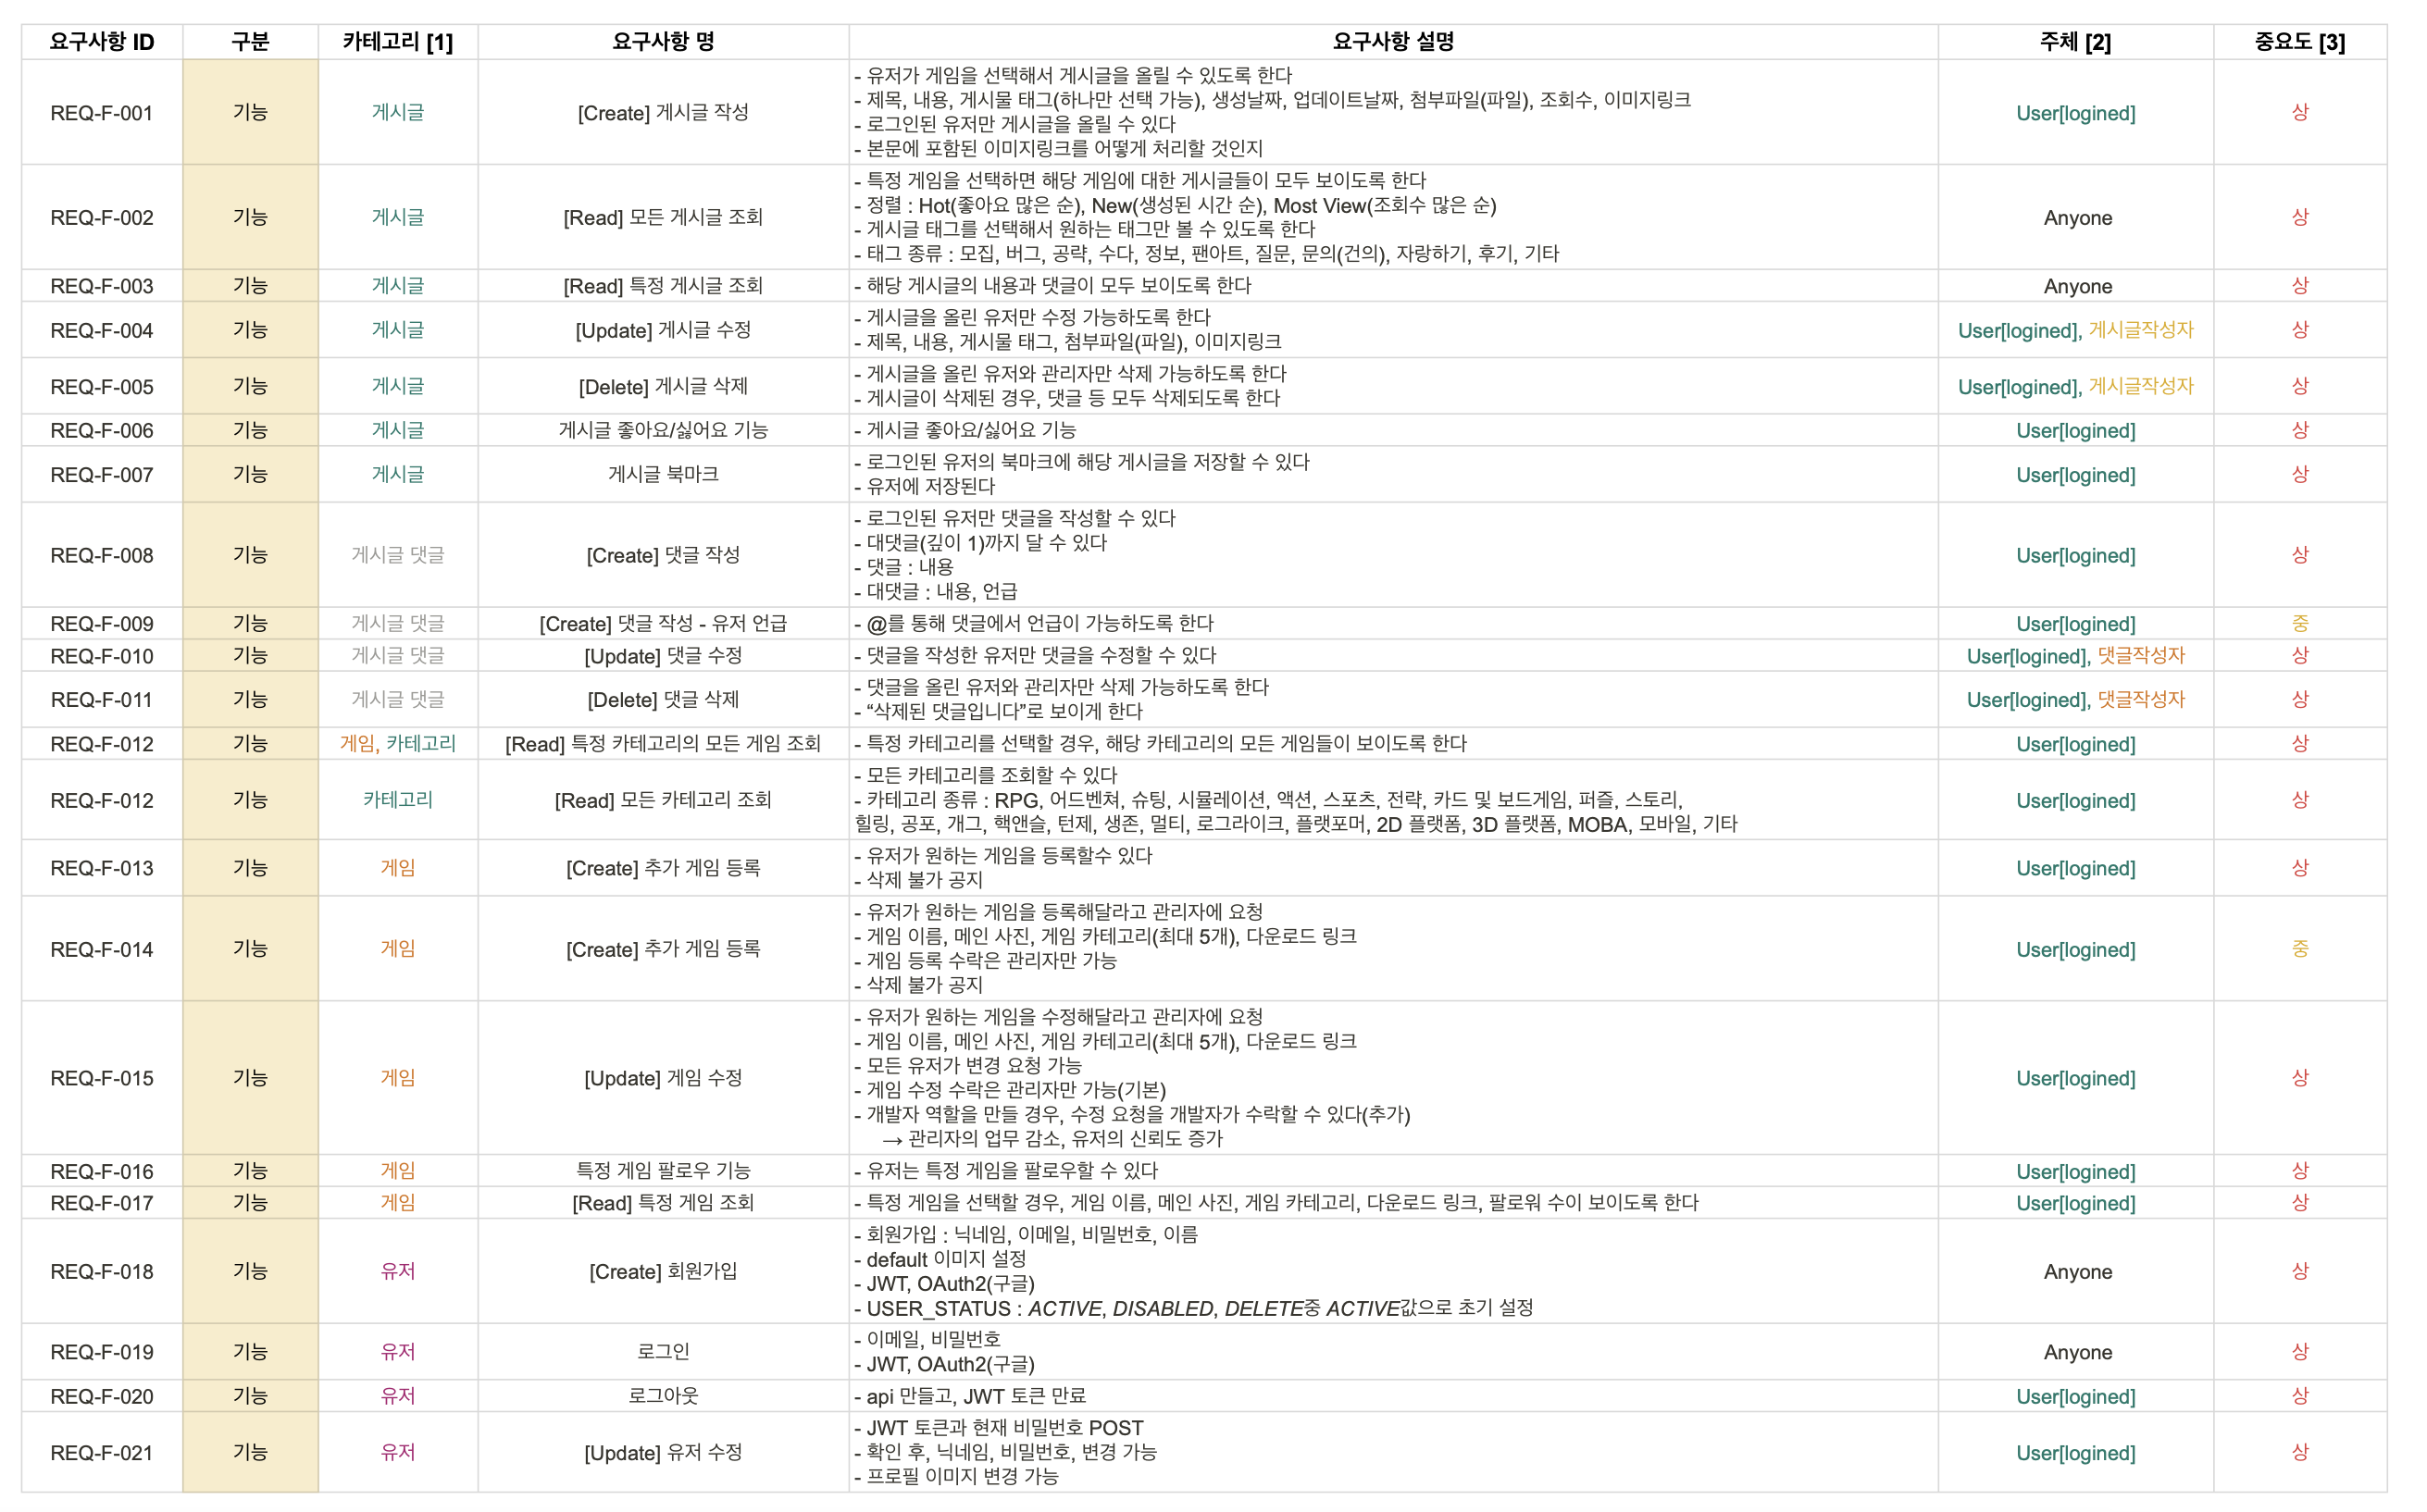 요구사항 ID 구분 카테고리 [1] 요구사항 명 요구사항 설명 주체 [2] 중요도 [3]
REQ-F-001 기능 게시글 [Create] 게시글 작성
- 유저가 게임을 선택해서 게시글을 올릴 수 있도록 한다
- 제목, 내용, 게시물 태그(하나만 선택 가능), 생성날짜, 업데이트날짜, 첨부파일(파일), 조회수, 이미지링크
- 로그인된 유저만 게시글을 올릴 수 있다
- 본문에 포함된 이미지링크를 어떻게 처리할 것인지
User[logined] 상
REQ-F-002 기능 게시글 [Read] 모든 게시글 조회
- 특정 게임을 선택하면 해당 게임에 대한 게시글들이 모두 보이도록 한다
- 정렬 : Hot(좋아요 많은 순), New(생성된 시간 순), Most View(조회수 많은 순)
- 게시글 태그를 선택해서 원하는 태그만 볼 수 있도록 한다
- 태그 종류 : 모집, 버그, 공략, 수다, 정보, 팬아트, 질문, 문의(건의), 자랑하기, 후기, 기타
Anyone 상
REQ-F-003 기능 게시글 [Read] 특정 게시글 조회 - 해당 게시글의 내용과 댓글이 모두 보이도록 한다 Anyone 상
REQ-F-004 기능 게시글 [Update] 게시글 수정
- 게시글을 올린 유저만 수정 가능하도록 한다
- 제목, 내용, 게시물 태그, 첨부파일(파일), 이미지링크
User[logined], 게시글작성자 상
REQ-F-005 기능 게시글 [Delete] 게시글 삭제
- 게시글을 올린 유저와 관리자만 삭제 가능하도록 한다
- 게시글이 삭제된 경우, 댓글 등 모두 삭제되도록 한다
User[logined], 게시글작성자 상
REQ-F-006 기능 게시글 게시글 좋아요/싫어요 기능 - 게시글 좋아요/싫어요 기능 User[logined] 상
REQ-F-007 기능 게시글 게시글 북마크
- 로그인된 유저의 북마크에 해당 게시글을 저장할 수 있다
- 유저에 저장된다
User[logined] 상
REQ-F-008 기능 게시글 댓글 [Create] 댓글 작성
- 로그인된 유저만 댓글을 작성할 수 있다
- 대댓글(깊이 1)까지 달 수 있다
- 댓글 : 내용
- 대댓글 : 내용, 언급
User[logined] 상
REQ-F-009 기능 게시글 댓글 [Create] 댓글 작성 - 유저 언급 - @를 통해 댓글에서 언급이 가능하도록 한다 User[logined] 중
REQ-F-010 기능 게시글 댓글 [Update] 댓글 수정 - 댓글을 작성한 유저만 댓글을 수정할 수 있다 User[logined], 댓글작성자 상
REQ-F-011 기능 게시글 댓글 [Delete] 댓글 삭제
- 댓글을 올린 유저와 관리자만 삭제 가능하도록 한다
- “삭제된 댓글입니다”로 보이게 한다
User[logined], 댓글작성자 상
REQ-F-012 기능 게임, 카테고리 [Read] 특정 카테고리의 모든 게임 조회 - 특정 카테고리를 선택할 경우, 해당 카테고리의 모든 게임들이 보이도록 한다 User[logined] 상
REQ-F-012 기능 카테고리 [Read] 모든 카테고리 조회
- 모든 카테고리를 조회할 수 있다
- 카테고리 종류 : RPG, 어드벤쳐, 슈팅, 시뮬레이션, 액션, 스포츠, 전략, 카드 및 보드게임, 퍼즐, 스토리,
힐링, 공포, 개그, 핵앤슬, 턴제, 생존, 멀티, 로그라이크, 플랫포머, 2D 플랫폼, 3D 플랫폼, MOBA, 모바일, 기타
User[logined] 상
REQ-F-013 기능 게임 [Create] 추가 게임 등록
- 유저가 원하는 게임을 등록할수 있다
- 삭제 불가 공지
User[logined] 상
REQ-F-014 기능 게임 [Create] 추가 게임 등록
- 유저가 원하는 게임을 등록해달라고 관리자에 요청
- 게임 이름, 메인 사진, 게임 카테고리(최대 5개), 다운로드 링크
- 게임 등록 수락은 관리자만 가능
- 삭제 불가 공지
User[logined] 중
REQ-F-015 기능 게임 [Update] 게임 수정
- 유저가 원하는 게임을 수정해달라고 관리자에 요청
- 게임 이름, 메인 사진, 게임 카테고리(최대 5개), 다운로드 링크
- 모든 유저가 변경 요청 가능
- 게임 수정 수락은 관리자만 가능(기본)
- 개발자 역할을 만들 경우, 수정 요청을 개발자가 수락할 수 있다(추가)
→ 관리자의 업무 감소, 유저의 신뢰도 증가
User[logined] 상
REQ-F-016 기능 게임 특정 게임 팔로우 기능 - 유저는 특정 게임을 팔로우할 수 있다 User[logined] 상
REQ-F-017 기능 게임 [Read] 특정 게임 조회 - 특정 게임을 선택할 경우, 게임 이름, 메인 사진, 게임 카테고리, 다운로드 링크, 팔로워 수이 보이도록 한다 User[logined] 상
REQ-F-018 기능 유저 [Create] 회원가입
- 회원가입 : 닉네임, 이메일, 비밀번호, 이름
- default 이미지 설정
- JWT, OAuth2(구글)
- USER_STATUS : ACTIVE, DISABLED, DELETE중 ACTIVE값으로 초기 설정
Anyone 상
REQ-F-019 기능 유저 로그인
- 이메일, 비밀번호
- JWT, OAuth2(구글)
Anyone 상
REQ-F-020 기능 유저 로그아웃 - api 만들고, JWT 토큰 만료 User[logined] 상
REQ-F-021 기능 유저 [Update] 유저 수정
- JWT 토큰과 현재 비밀번호 POST
- 확인 후, 닉네임, 비밀번호, 변경 가능
- 프로필 이미지 변경 가능
User[logined] 상